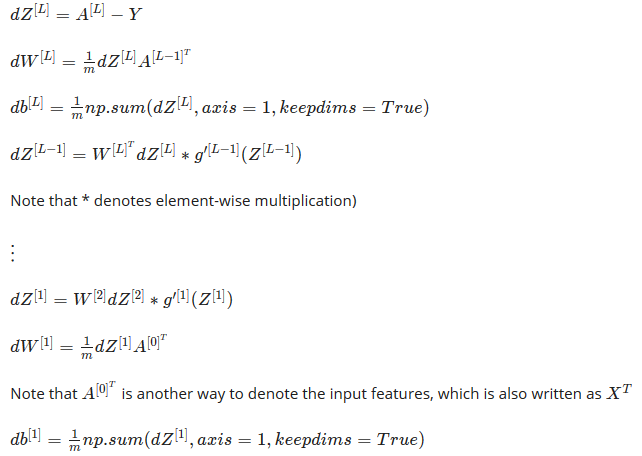 $dZ^{[L]} = A^{[L]} - Y$
$dW^{[L]} = \frac{1}{m} dZ^{[L]} A^{[L-1]^T}$
$db^{[L]} = \frac{1}{m} np.sum(dZ^{[L]}, axis = 1, keepdims = True)$
$dZ^{[L-1]} = W^{[L]^T} dZ^{[L]} * g'^{[L-1]}(Z^{[L-1]})$
Note that * denotes element-wise multiplication)
⋮
$dZ^{[1]} = W^{[2]} dZ^{[2]} * g'^{[1]}(Z^{[1]})$
$dW^{[1]} = \frac{1}{m} dZ^{[1]} A^{[0]^T}$
Note that $A^{[0]^T}$ is another way to denote the input features, which is also written as $X^T$
$db^{[1]} = \frac{1}{m} np.sum(dZ^{[1]}, axis = 1, keepdims = True)$